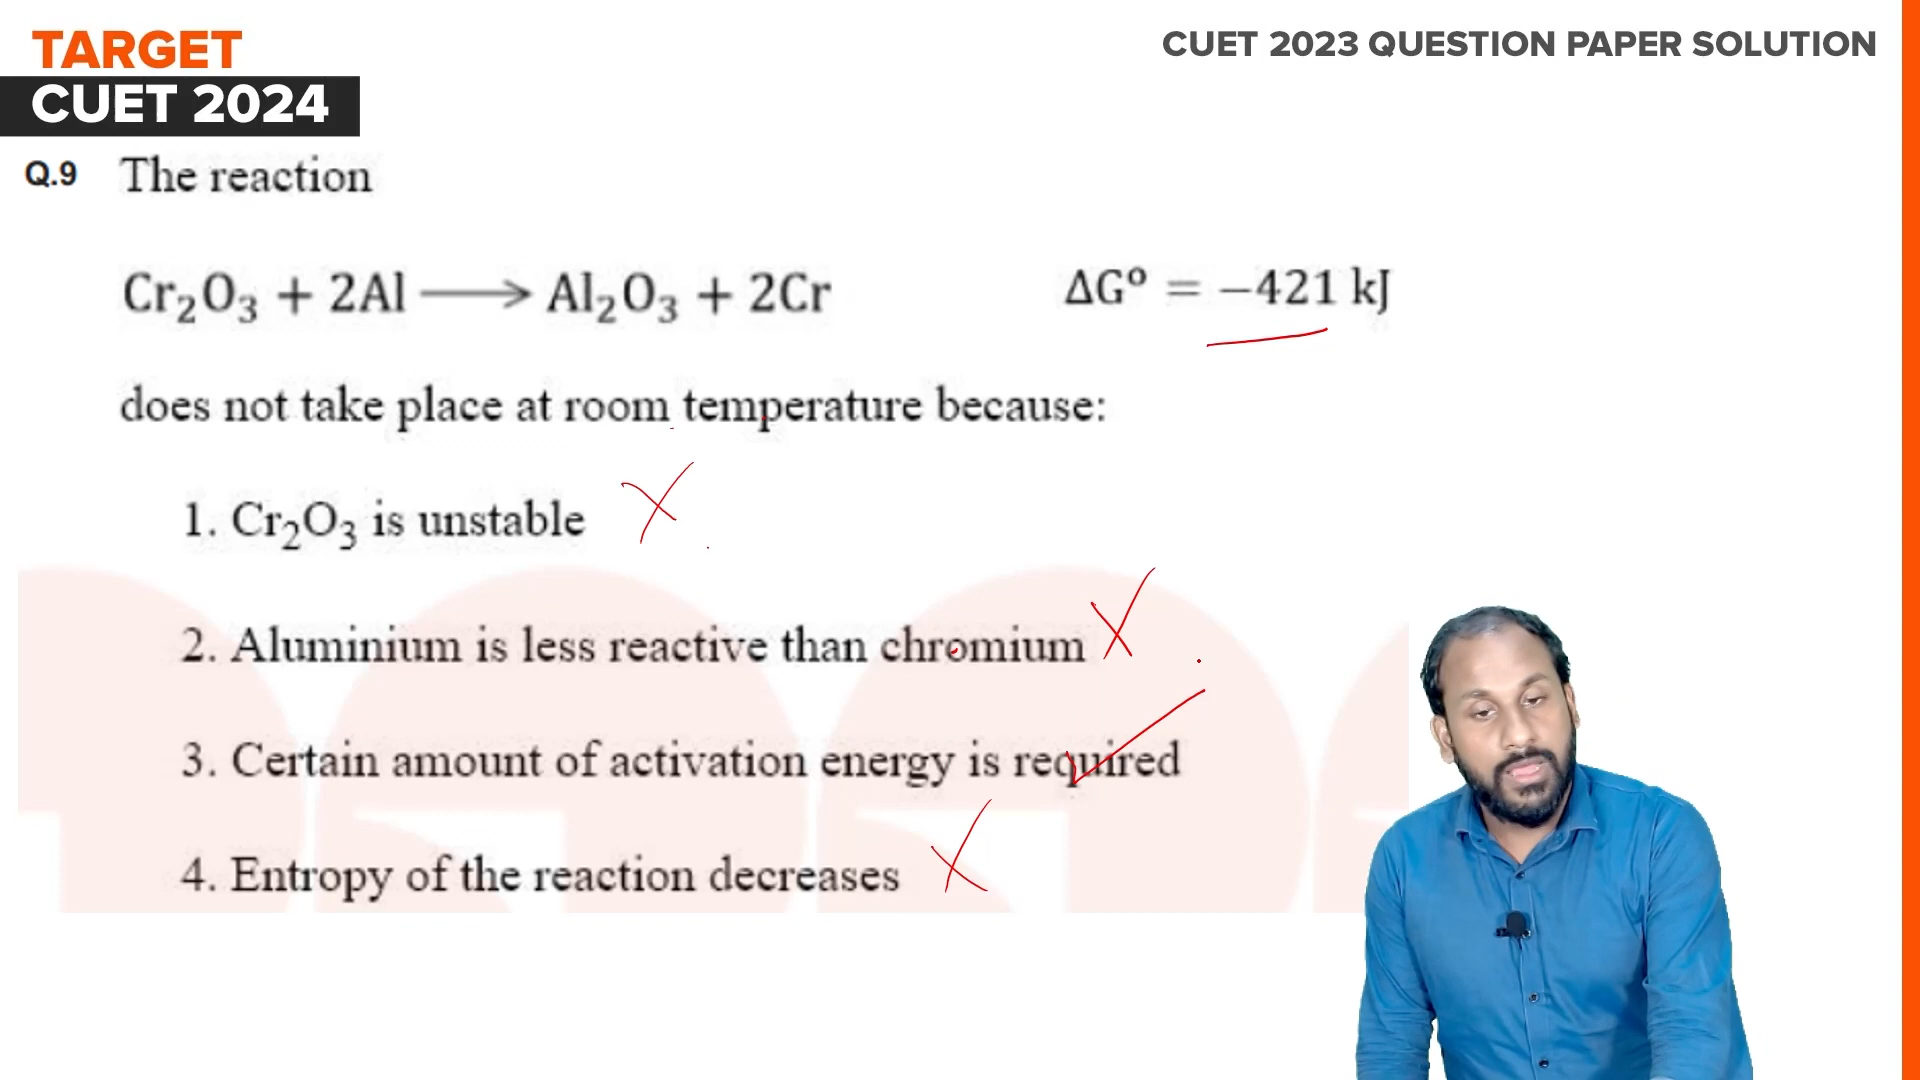 TARGET
CUET 2024
CUET 2023 QUESTION PAPER SOLUTION
Q.9 The reaction
Cr₂O₃ + 2Al ⟶ Al₂O₃ + 2Cr ΔG° = −421 kJ
does not take place at room temperature because:
1. Cr₂O₃ is unstable
2. Aluminium is less reactive than chromium
3. Certain amount of activation energy is required
4. Entropy of the reaction decreases